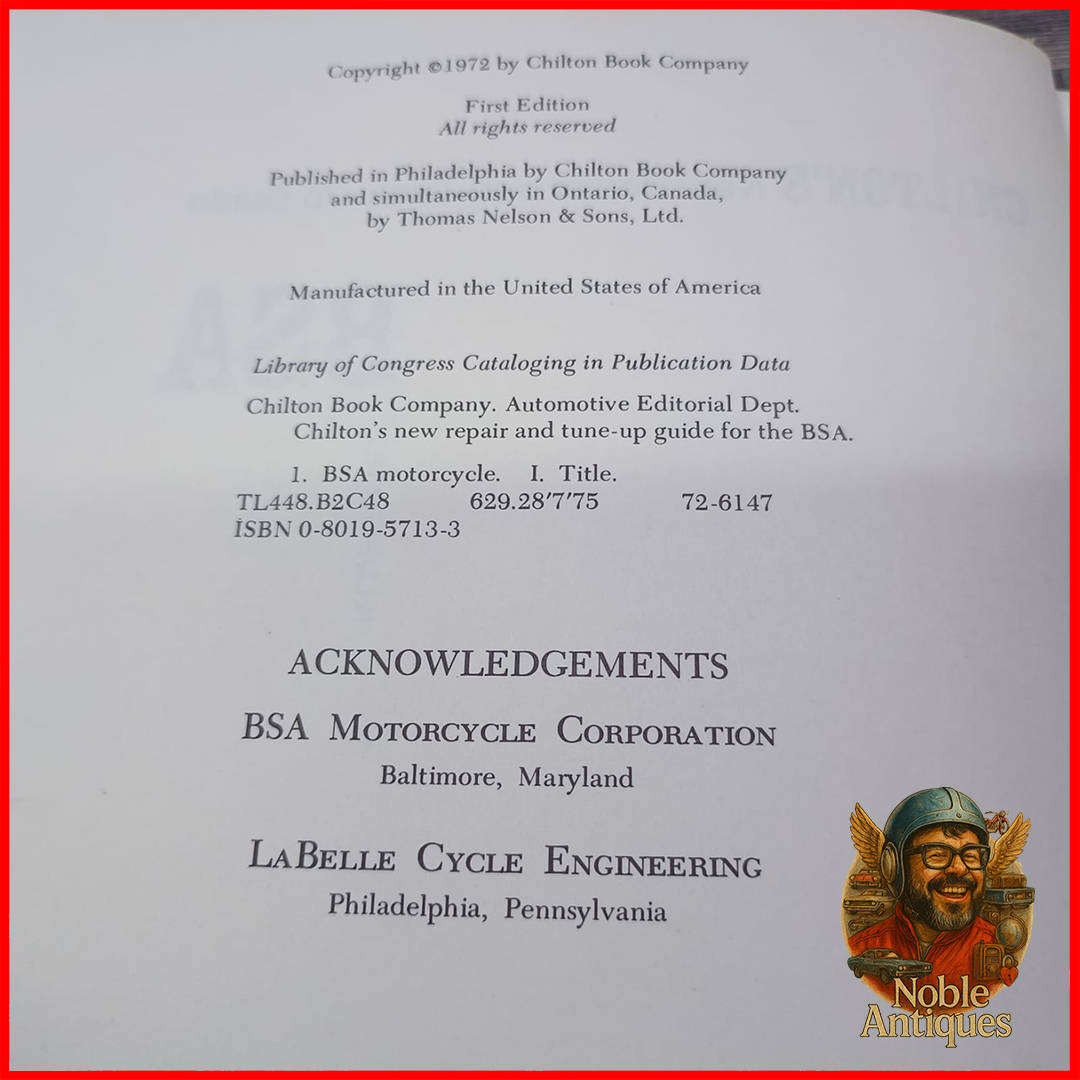 Copyright ©1972 by Chilton Book Company
First Edition
All rights reserved
Published in Philadelphia by Chilton Book Company
and simultaneously in Ontario, Canada,
by Thomas Nelson & Sons, Ltd.
Manufactured in the United States of America
Library of Congress Cataloging in Publication Data
Chilton Book Company. Automotive Editorial Dept.
Chilton's new repair and tune-up guide for the BSA.
1. BSA motorcycle. I. Title.
TL448.B2C48 629.28'7'75 72-6147
ISBN 0-8019-5713-3
ACKNOWLEDGEMENTS
BSA MOTORCYCLE CORPORATION
Baltimore, Maryland
LABELLE CYCLE ENGINEERING
Philadelphia, Pennsylvania
Noble
Antiques